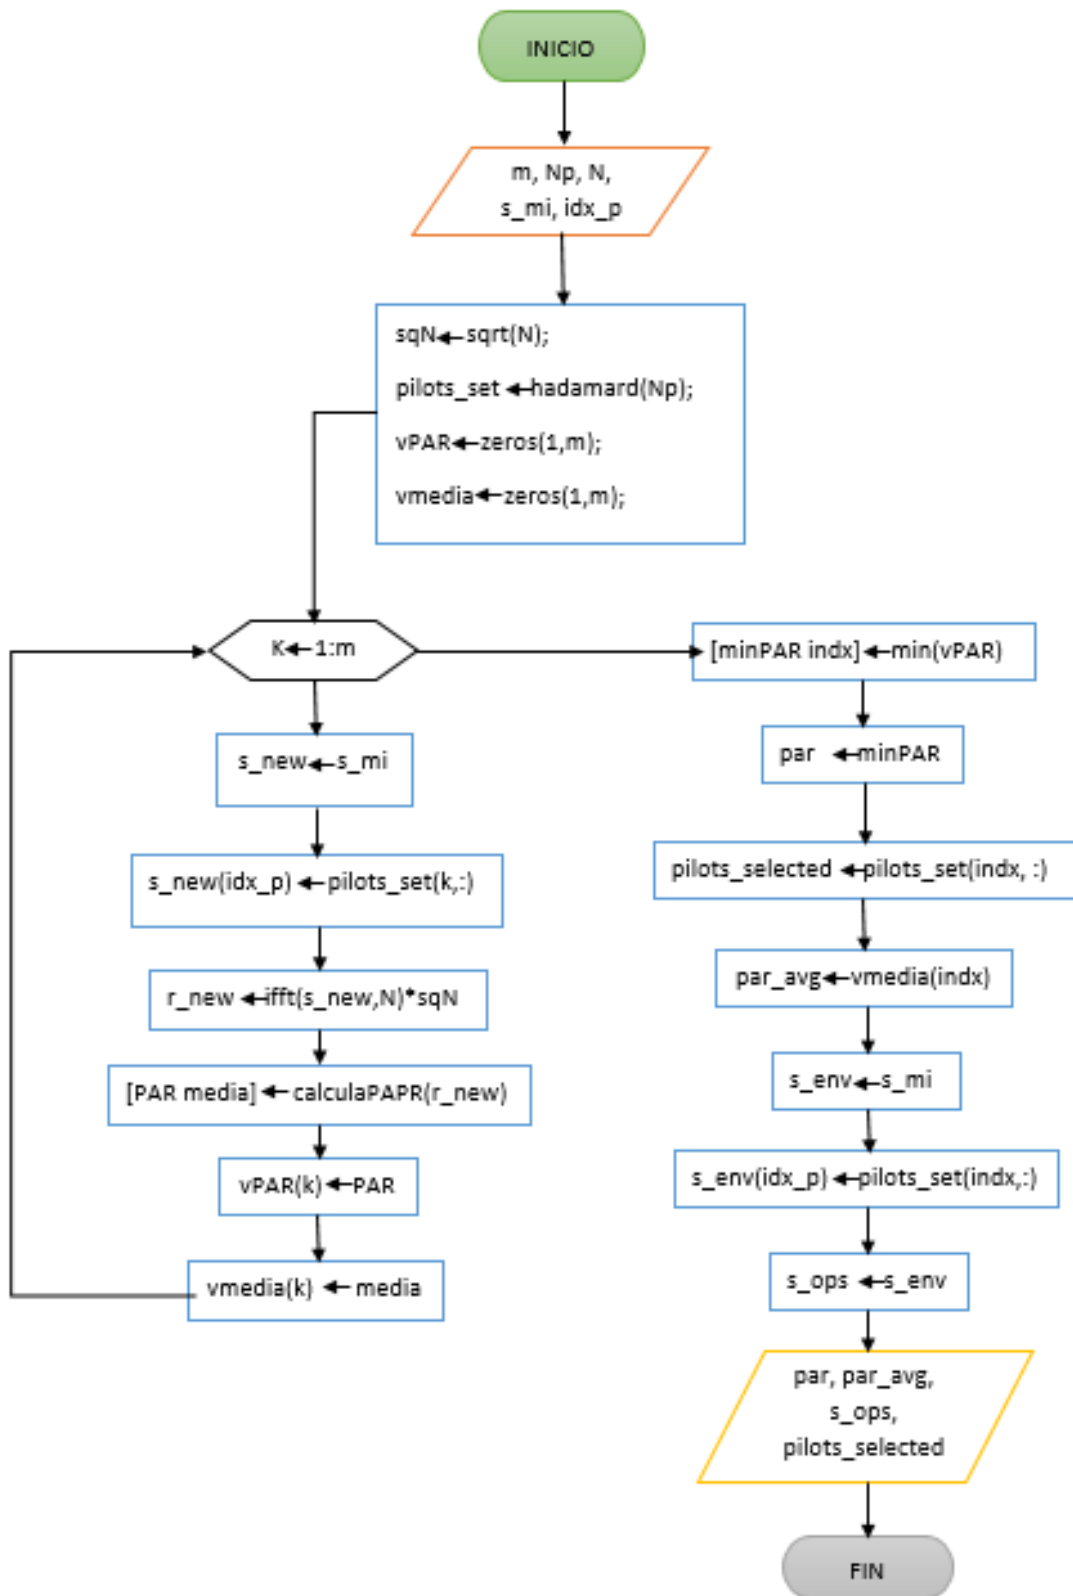 INICIO
m, Np, N,
s_mi, idx_p
sqN←sqrt(N);
pilots_set ←hadamard(Np);
vPAR←zeros(1,m);
vmedia←zeros(1,m);
K←1:m
s_new←s_mi
s_new(idx_p) ←pilots_set(k,:)
r_new ←ifft(s_new,N)*sqN
[PAR media] ← calculaPAPR(r_new)
vPAR(k) ←PAR
vmedia(k) ← media
[minPAR indx] ←min(vPAR)
par ←minPAR
pilots_selected ←pilots_set(indx, :)
par_avg←vmedia(indx)
s_env←s_mi
s_env(idx_p) ←pilots_set(indx,:)
s_ops ←s_env
par, par_avg,
s_ops,
pilots_selected
FIN